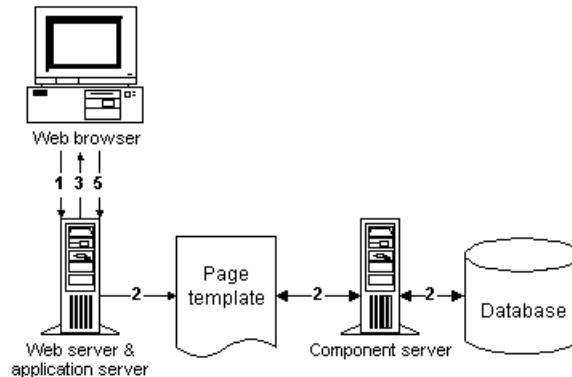 Web browser
1 3 5
2
Page
template
2
2
Database
Web server &
application server
Component server